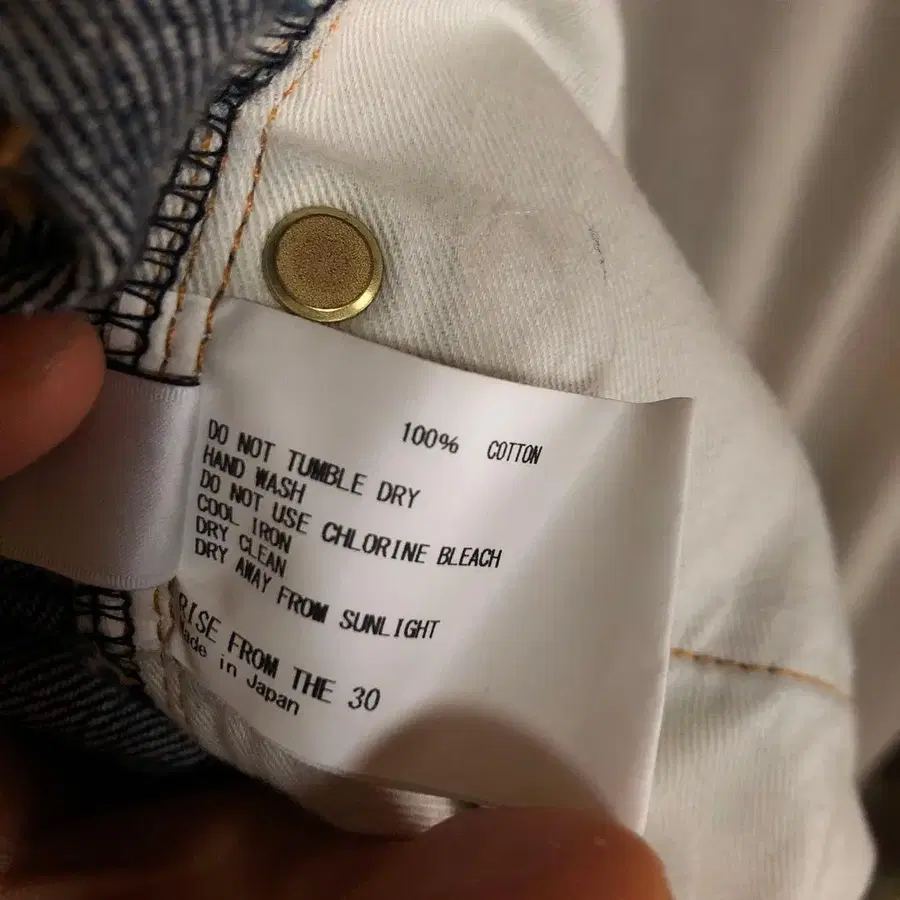 100% COTTON
DO NOT TUMBLE DRY
HAND WASH
DO NOT USE CHLORINE BLEACH
COOL IRON
DRY CLEAN
DRY AWAY FROM SUNLIGHT
RISE FROM THE 30
Made in Japan